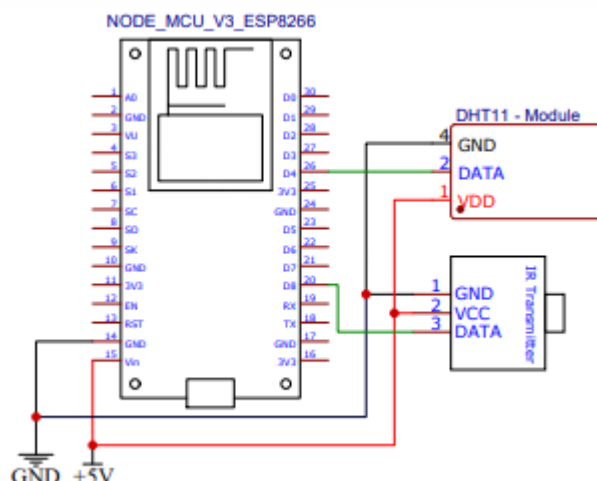 NODE_MCU_V3_ESP8266
1 A0 D0 30
2 GND D1 29
3 VU D2 28
4 S3 D3 27
5 S2 D4 26
6 S1 3V3 25
7 SC GND 24
8 SO D5 23
9 SK D6 22
10 GND D7 21
11 3V3 D8 20
12 EN RX 19
13 RST TX 18
14 GND GND 17
15 Vin 3V3 16
DHT11 - Module
4 GND
2 DATA
1 VDD
IR Transmitter
1 GND
2 VCC
3 DATA
GND +5V